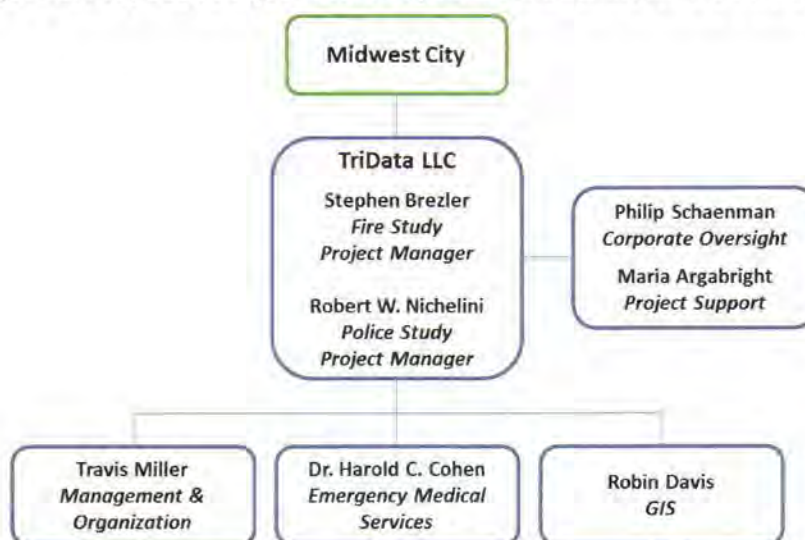 Midwest City
TriData LLC
Stephen Brezler
Fire Study
Project Manager
Robert W. Nichelini
Police Study
Project Manager
Philip Schaenman
Corporate Oversight
Maria Argabright
Project Support
Travis Miller
Management &
Organization
Dr. Harold C. Cohen
Emergency Medical
Services
Robin Davis
GIS